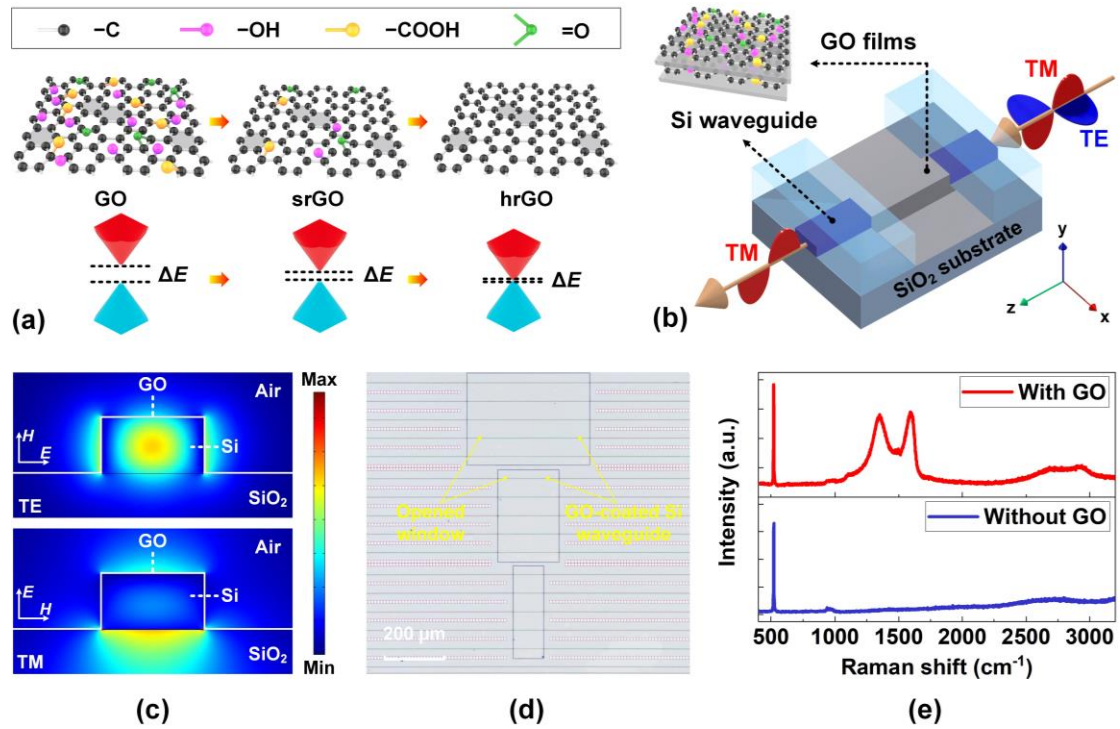 −C −OH −COOH =O
GO srGO hrGO
ΔE ΔE ΔE
(a)
GO films
Si waveguide
TM
TE
TM
SiO₂ substrate
y
z
x
(b)
GO
Air
H
E
Si
TE
SiO₂
GO
Air
E
H
Si
TM
SiO₂
Max
Min
(c)
Opened
window
GO-coated Si
waveguide
200 μm
(d)
Intensity (a.u.)
With GO
Without GO
500 1000 1500 2000 2500 3000
Raman shift (cm⁻¹)
(e)